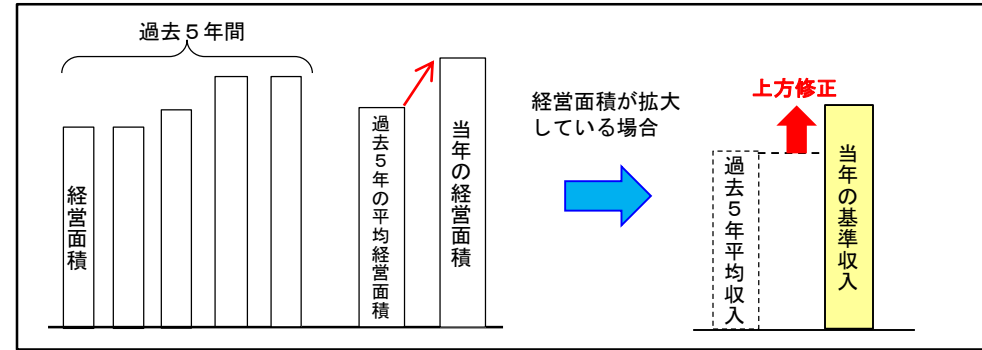 過去５年間
経営面積
過去５年の平均経営面積
当年の経営面積
経営面積が拡大
している場合
上方修正
過去５年平均収入
当年の基準収入